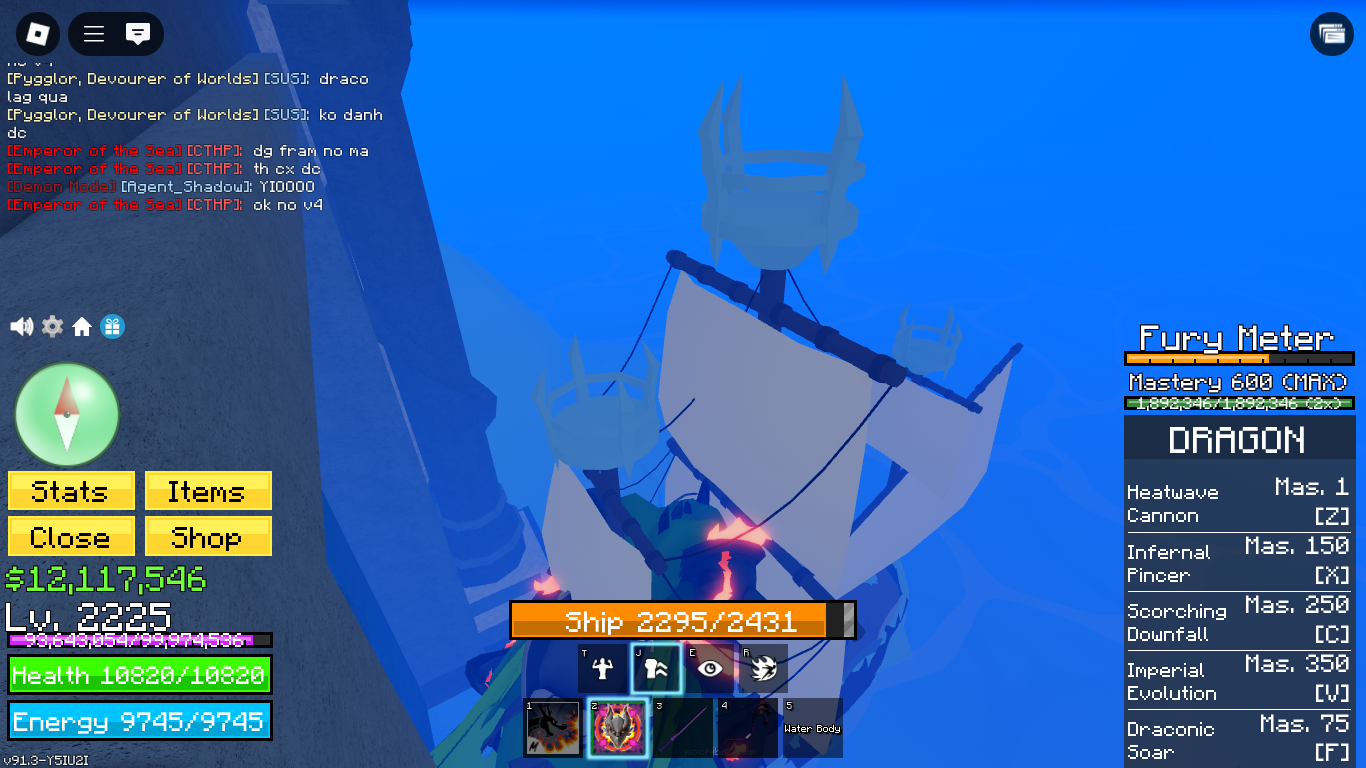 [Pygglor, Devourer of Worlds] [SUS]: draco
lag qua
[Pygglor, Devourer of Worlds] [SUS]: ko danh
dc
[Emperor of the Sea] [CTHP]: dg fram no ma
[Emperor of the Sea] [CTHP]: th cx dc
[Demon Mode] [Agent_Shadow]: YIOOOO
[Emperor of the Sea] [CTHP]: ok no v4
Stats
Items
Close
Shop
$12,117,546
Lv. 2225
93,643,054/99,974,536
Health 10820/10820
Energy 9745/9745
v91.3-Y5IU2I
Ship 2295/2431
T
J
E
R
1
2
3
4
5
Water Body
Fury Meter
Mastery 600 (MAX)
1,892,346/1,892,346 (2x)
DRAGON
Heatwave
Cannon
Mas. 1
[Z]
Infernal
Pincer
Mas. 150
[X]
Scorching
Downfall
Mas. 250
[C]
Imperial
Evolution
Mas. 350
[V]
Draconic
Soar
Mas. 75
[F]